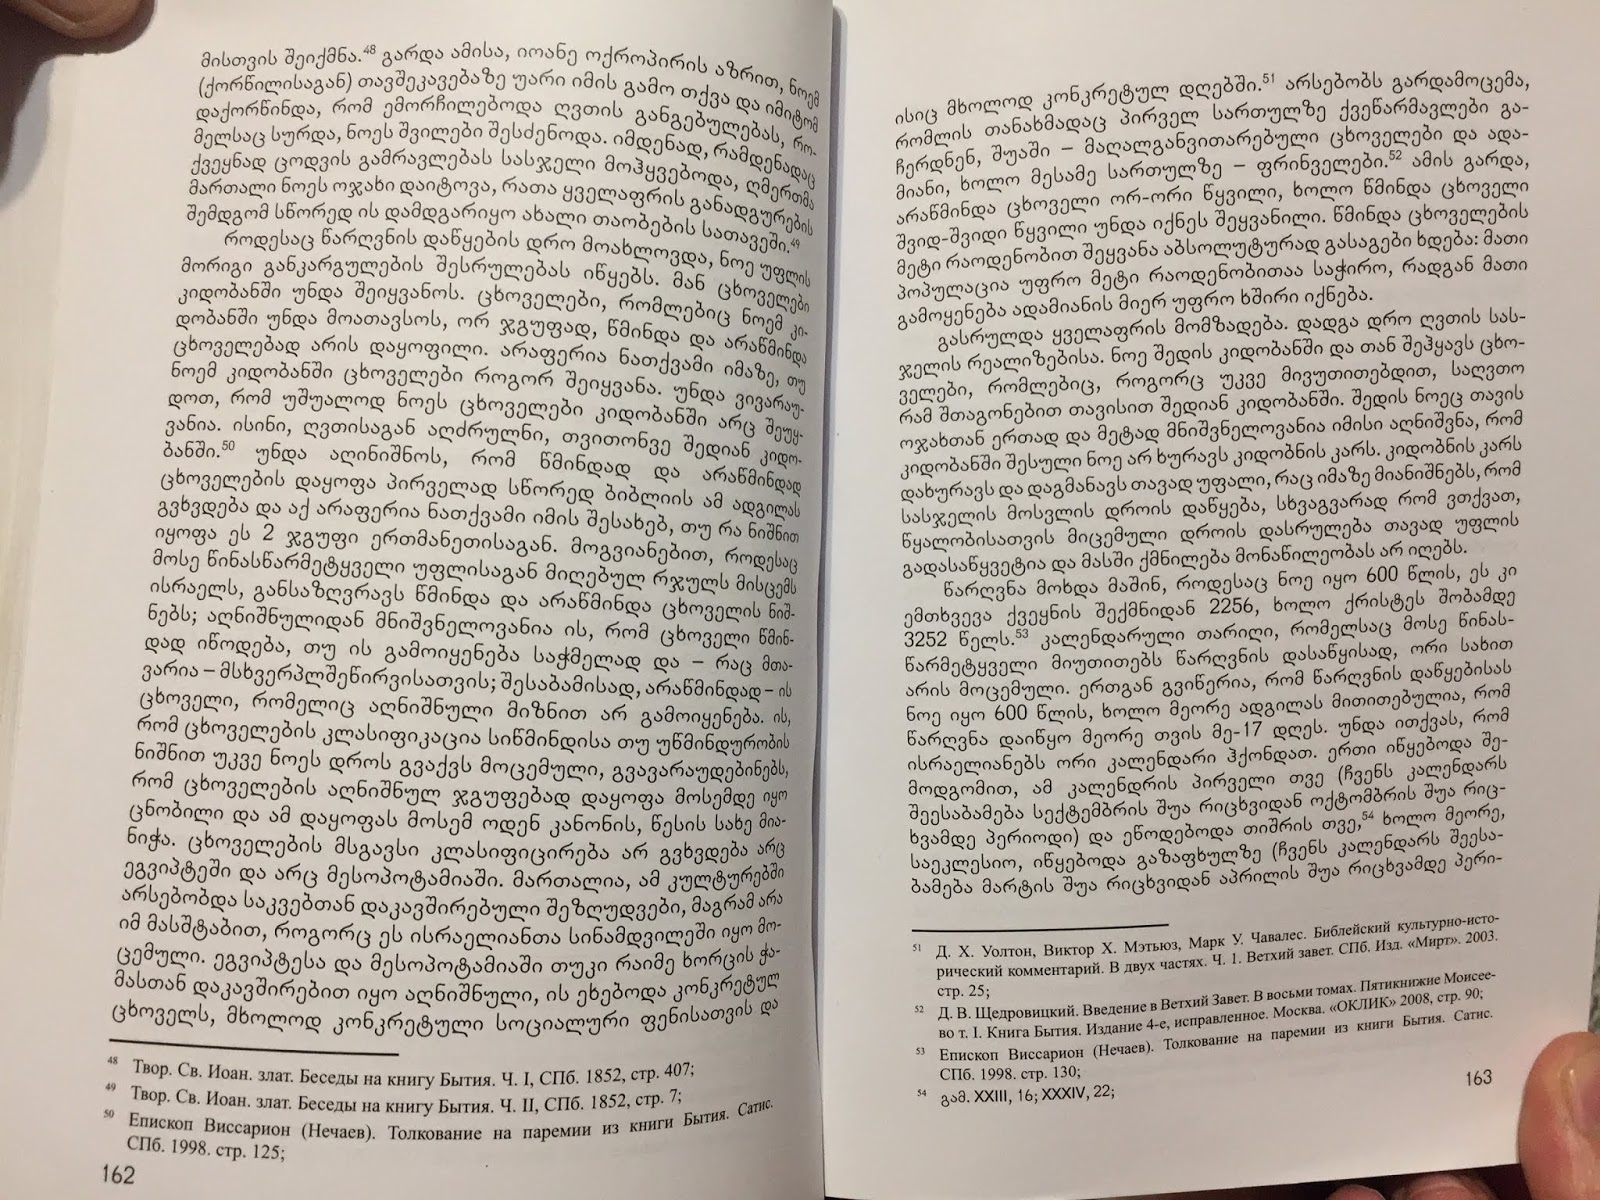 მისთვის შეიქმნა.48 გარდა ამისა, იოანე ოქროპირის აზრით, ნოემ
(ქორწილისაგან) თავშეკავებაზე უარი იმის გამო თქვა და იმიტომ
დაქორწინდა, რომ ემორჩილებოდა ღვთის განგებულებას, რო-
მელსაც სურდა, ნოეს შვილები შესძენოდა. იმდენად, რამდენადაც
ქვეყნად ცოდვის გამრავლებას სასჯელი მოჰყვებოდა, ღმერთმა
მართალი ნოეს ოჯახი დაიტოვა, რათა ყველაფრის განადგურების
შემდგომ სწორედ ის დამდგარიყო ახალი თაობების სათავეში.49
როდესაც წარღვნის დაწყების დრო მოახლოვდა, ნოე უფლის
მორიგი განკარგულების შესრულებას იწყებს. მან ცხოველები
კიდობანში უნდა შეიყვანოს. ცხოველები, რომლებიც ნოემ კი-
დობანში უნდა მოათავსოს, ორ ჯგუფად, წმინდა და არაწმინდა
ცხოველებად არის დაყოფილი. არაფერია ნათქვამი იმაზე, თუ
ნოემ კიდობანში ცხოველები როგორ შეიყვანა. უნდა ვივარაუ-
დოთ, რომ უშუალოდ ნოეს ცხოველები კიდობანში არც შეუყ-
ვანია. ისინი, ღვთისაგან აღძრულნი, თვითონვე შედიან კიდო-
ბანში.50 უნდა აღინიშნოს, რომ წმინდად და არაწმინდად
ცხოველების დაყოფა პირველად სწორედ ბიბლიის ამ ადგილას
გვხვდება და აქ არაფერია ნათქვამი იმის შესახებ, თუ რა ნიშნით
იყოფა ეს 2 ჯგუფი ერთმანეთისაგან. მოგვიანებით, როდესაც
მოსე წინასწარმეტყველი უფლისაგან მიღებულ რჯულს მისცემს
ისრაელს, განსაზღვრავს წმინდა და არაწმინდა ცხოველის ნიშ-
ნებს; აღნიშნულიდან მნიშვნელოვანია ის, რომ ცხოველი წმინ-
დად იწოდება, თუ ის გამოიყენება საჭმელად და – რაც მთა-
ვარია – მსხვერპლშეწირვისათვის; შესაბამისად, არაწმინდად – ის
ცხოველი, რომელიც აღნიშნული მიზნით არ გამოიყენება. ის,
რომ ცხოველების კლასიფიკაცია სიწმინდისა თუ უწმინდურობის
ნიშნით უკვე ნოეს დროს გვაქვს მოცემული, გვავარაუდებინებს,
რომ ცხოველების აღნიშნულ ჯგუფებად დაყოფა მოსემდე იყო
ცნობილი და ამ დაყოფას მოსემ ოდენ კანონის, წესის სახე მია-
ნიჭა. ცხოველების მსგავსი კლასიფიცირება არ გვხვდება არც
ეგვიპტეში და არც მესოპოტამიაში. მართალია, ამ კულტურებში
არსებობდა საკვებთან დაკავშირებული შეზღუდვები, მაგრამ არა
იმ მასშტაბით, როგორც ეს ისრაელიანთა სინამდვილეში იყო მო-
ცემული. ეგვიპტესა და მესოპოტამიაში თუკი რაიმე ხორცის ჭა-
მასთან დაკავშირებით იყო აღნიშნული, ის ეხებოდა კონკრეტულ
ცხოველს, მხოლოდ კონკრეტული სოციალური ფენისათვის და
48 Твор. Св. Иоан. злат. Беседы на книгу Бытия. Ч. I, СПб. 1852, стр. 407;
49 Твор. Св. Иоан. злат. Беседы на книгу Бытия. Ч. II, СПб. 1852, стр. 7;
50 Епископ Виссарион (Нечаев). Толкование на паремии из книги Бытия. Сатис.
СПб. 1998. стр. 125;
162
ისიც მხოლოდ კონკრეტულ დღებში.51 არსებობს გარდამოცემა,
რომლის თანახმადაც პირველ სართულზე ქვეწარმავლები გა-
ჩერდნენ, შუაში – მაღალგანვითარებული ცხოველები და ადა-
მიანი, ხოლო მესამე სართულზე – ფრინველები.52 ამის გარდა,
არაწმინდა ცხოველი ორ-ორი წყვილი, ხოლო წმინდა ცხოველი
შვიდ-შვიდი წყვილი უნდა იქნეს შეყვანილი. წმინდა ცხოველების
მეტი რაოდენობით შეყვანა აბსოლუტურად გასაგები ხდება: მათი
პოპულაცია უფრო მეტი რაოდენობითაა საჭირო, რადგან მათი
გამოყენება ადამიანის მიერ უფრო ხშირი იქნება.
გასრულდა ყველაფრის მომზადება. დადგა დრო ღვთის სას-
ჯელის რეალიზებისა. ნოე შედის კიდობანში და თან შეჰყავს ცხო-
ველები, რომლებიც, როგორც უკვე მივუთითებდით, საღვთო
რამ შთაგონებით თავისით შედიან კიდობანში. შედის ნოეც თავის
ოჯახთან ერთად და მეტად მნიშვნელოვანია იმისი აღნიშვნა, რომ
კიდობანში შესული ნოე არ ხურავს კიდობნის კარს. კიდობნის კარს
დახურავს და დაგმანავს თავად უფალი, რაც იმაზე მიანიშნებს, რომ
სასჯელის მოსვლის დროის დაწყება, სხვაგვარად რომ ვთქვათ,
წყალობისათვის მიცემული დროის დასრულება თავად უფლის
გადასაწყვეტია და მასში ქმნილება მონაწილეობას არ იღებს.
წარღვნა მოხდა მაშინ, როდესაც ნოე იყო 600 წლის, ეს კი
ემთხვევა ქვეყნის შექმნიდან 2256, ხოლო ქრისტეს შობამდე
3252 წელს.53 კალენდარული თარიღი, რომელსაც მოსე წინას-
წარმეტყველი მიუთითებს წარღვნის დასაწყისად, ორი სახით
არის მოცემული. ერთგან გვიწერია, რომ წარღვნის დაწყებისას
ნოე იყო 600 წლის, ხოლო მეორე ადგილას მითითებულია, რომ
წარღვნა დაიწყო მეორე თვის მე-17 დღეს. უნდა ითქვას, რომ
ისრაელიანებს ორი კალენდარი ჰქონდათ. ერთი იწყებოდა შე-
მოდგომით, ამ კალენდრის პირველი თვე (ჩვენს კალენდარს
შეესაბამება სექტემბრის შუა რიცხვიდან ოქტომბრის შუა რიც-
ხვამდე პერიოდი) და ეწოდებოდა თიშრის თვე,54 ხოლო მეორე,
საეკლესიო, იწყებოდა გაზაფხულზე (ჩვენს კალენდარს შეესა-
ბამება მარტის შუა რიცხვიდან აპრილის შუა რიცხვამდე პერი-
51 Д. Х. Уолтон, Виктор Х. Мэтьюз, Марк У. Чавалес. Библейский культурно-исто-
рический комментарий. В двух частях. Ч. 1. Ветхий завет. СПб. Изд. «Мирт». 2003.
стр. 25;
52 Д. В. Щедровицкий. Введение в Ветхий Завет. В восьми томах. Пятикнижие Моисее-
во т. I. Книга Бытия. Издание 4-е, исправленное. Москва. «ОКЛИК» 2008, стр. 90;
53 Епископ Виссарион (Нечаев). Толкование на паремии из книги Бытия. Сатис.
СПб. 1998. стр. 130;
54 გამ. XXIII, 16; XXXIV, 22;
163